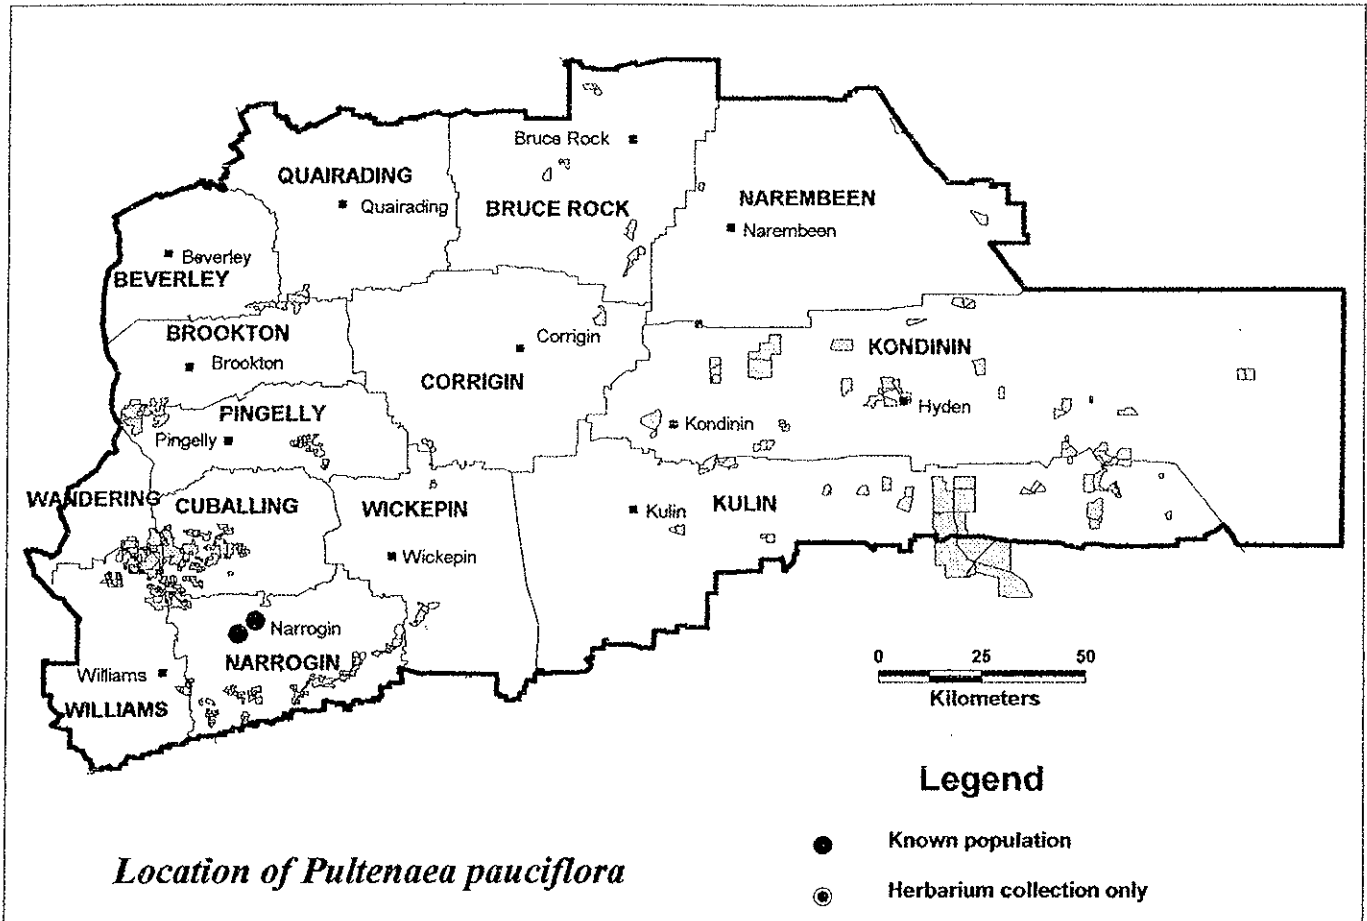 Bruce Rock
QUAIRADING
Quairading
BRUCE ROCK
NAREMBEEN
Narembeen
Beverley
BEVERLEY
BROOKTON
Brookton
Corrigin
CORRIGIN
KONDININ
Hyden
PINGELLY
Pingelly
Kondinin
WANDERING
CUBALLING
WICKEPIN
Kulin
KULIN
Wickepin
Narrogin
NARROGIN
Williams
WILLIAMS
0 25 50
Kilometers
Legend
Known population
Herbarium collection only
Location of Pultenaea pauciflora